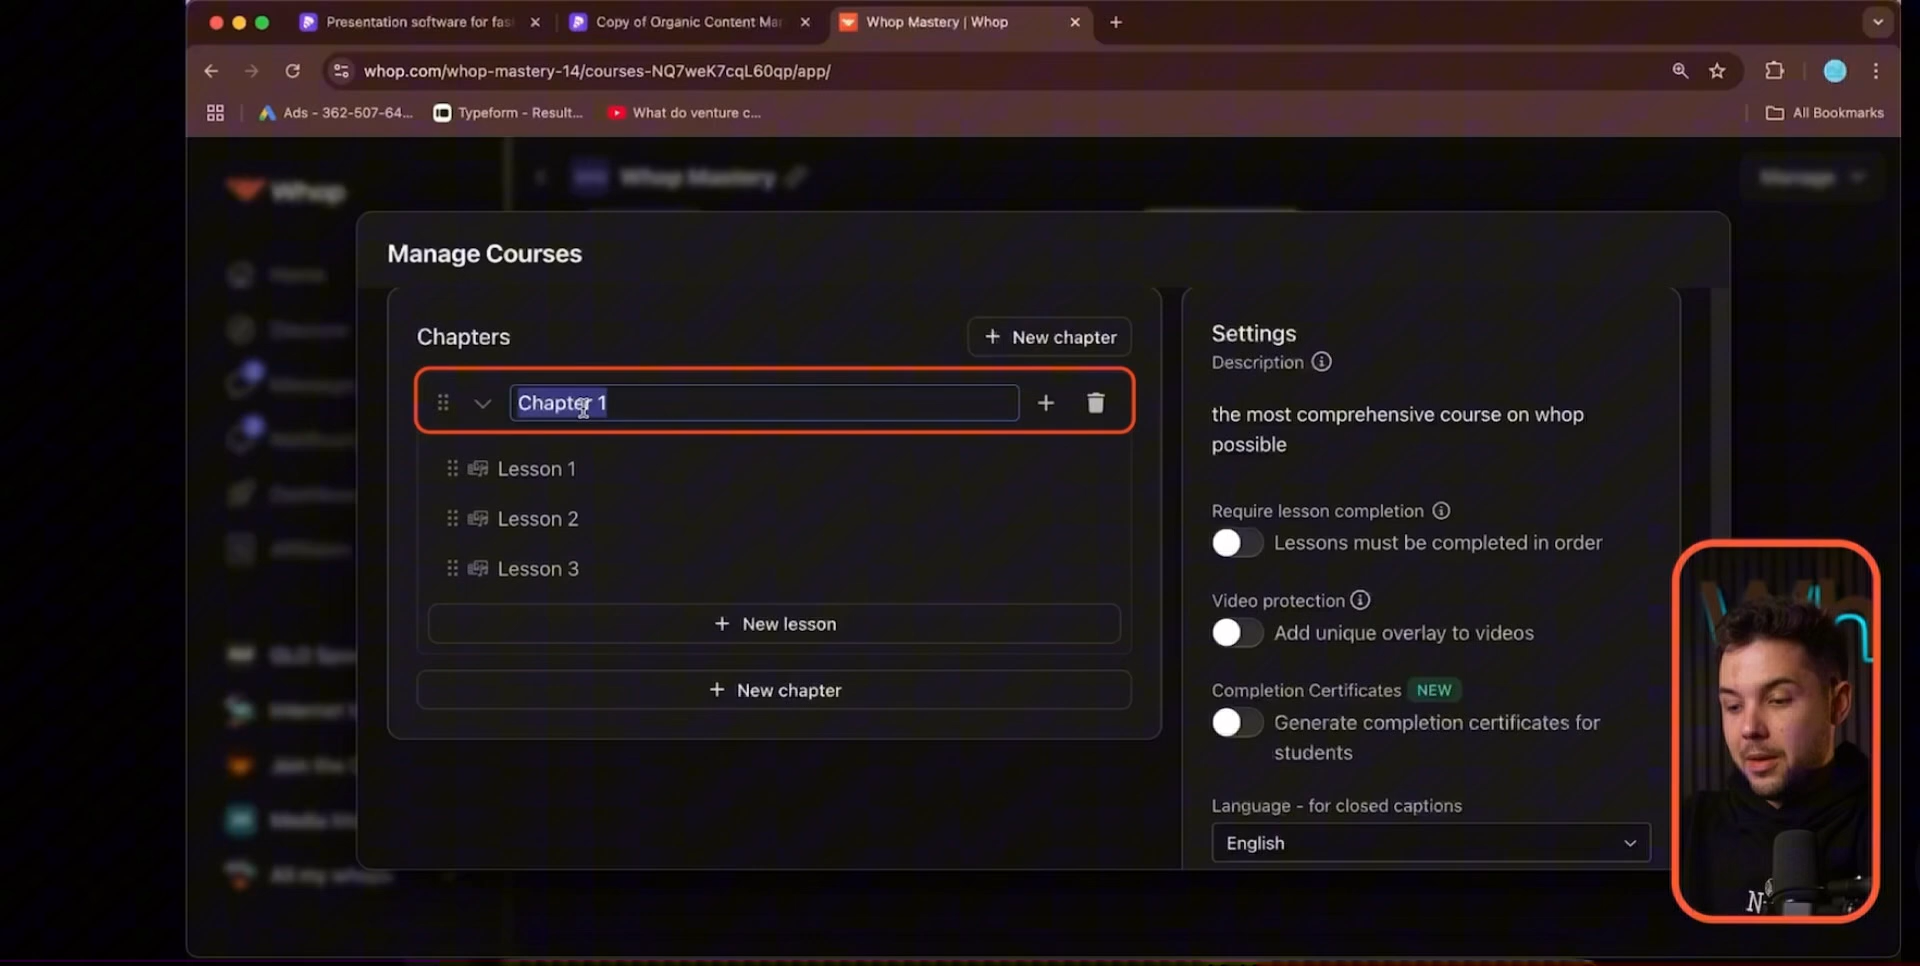 Presentation software for fas
Copy of Organic Content Mar
Whop Mastery | Whop
whop.com/whop-mastery-14/courses-NQ7weK7cqL60qp/app/
Ads - 362-507-64...
Typeform - Result...
What do venture c...
All Bookmarks
Whop
Whop Mastery
Manage
Home
Manage Courses
Chapters
+ New chapter
Chapter 1
Lesson 1
Lesson 2
Lesson 3
+ New lesson
+ New chapter
Settings
Description
the most comprehensive course on whop
possible
Require lesson completion
Lessons must be completed in order
Video protection
Add unique overlay to videos
Completion Certificates NEW
Generate completion certificates for
students
Language - for closed captions
English